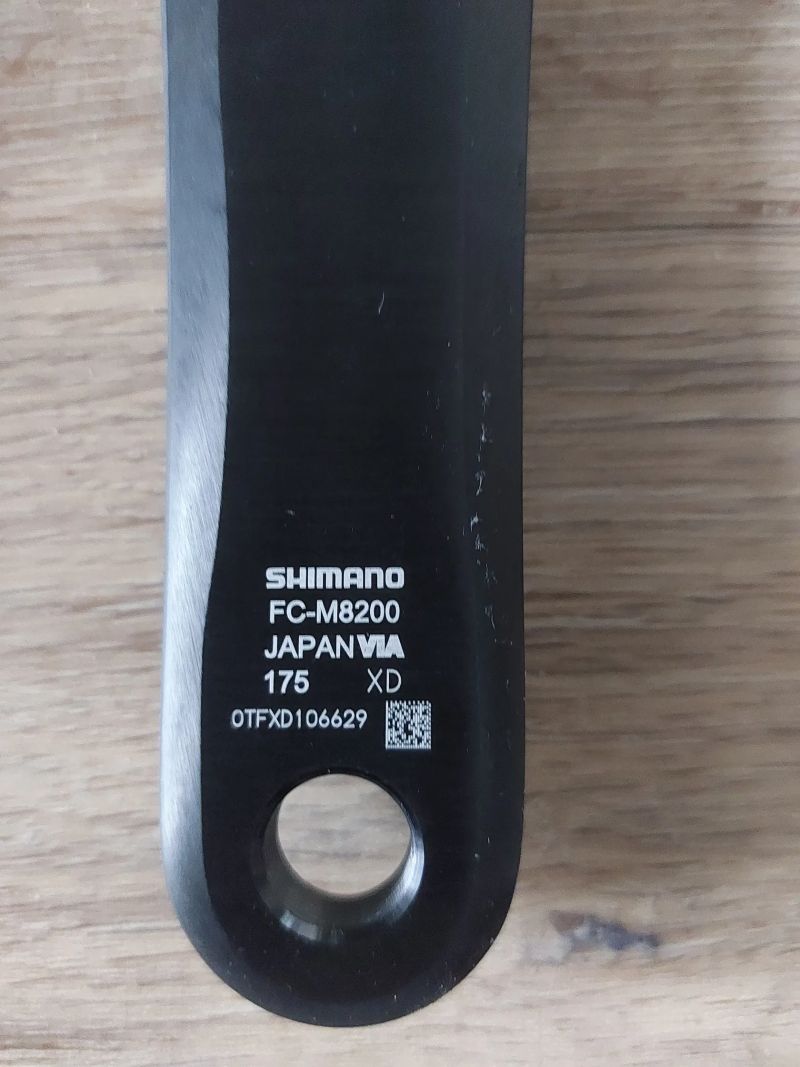 SHIMANO
FC-M8200
JAPAN VIA
175 XD
0TFXD106629